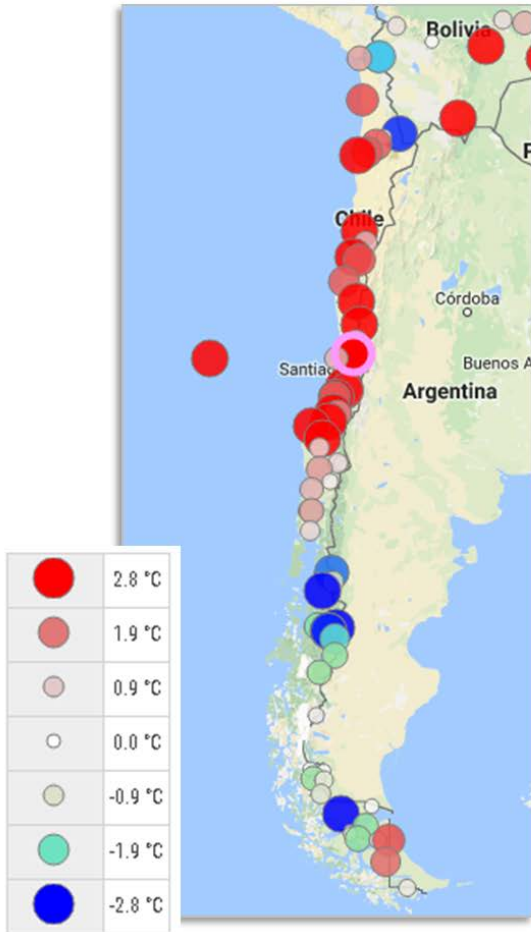 Bolivia
Chile
Córdoba
Santia
Buenos A
Argentina
2.8 °C
1.9 °C
0.9 °C
0.0 °C
-0.9 °C
-1.9 °C
-2.8 °C